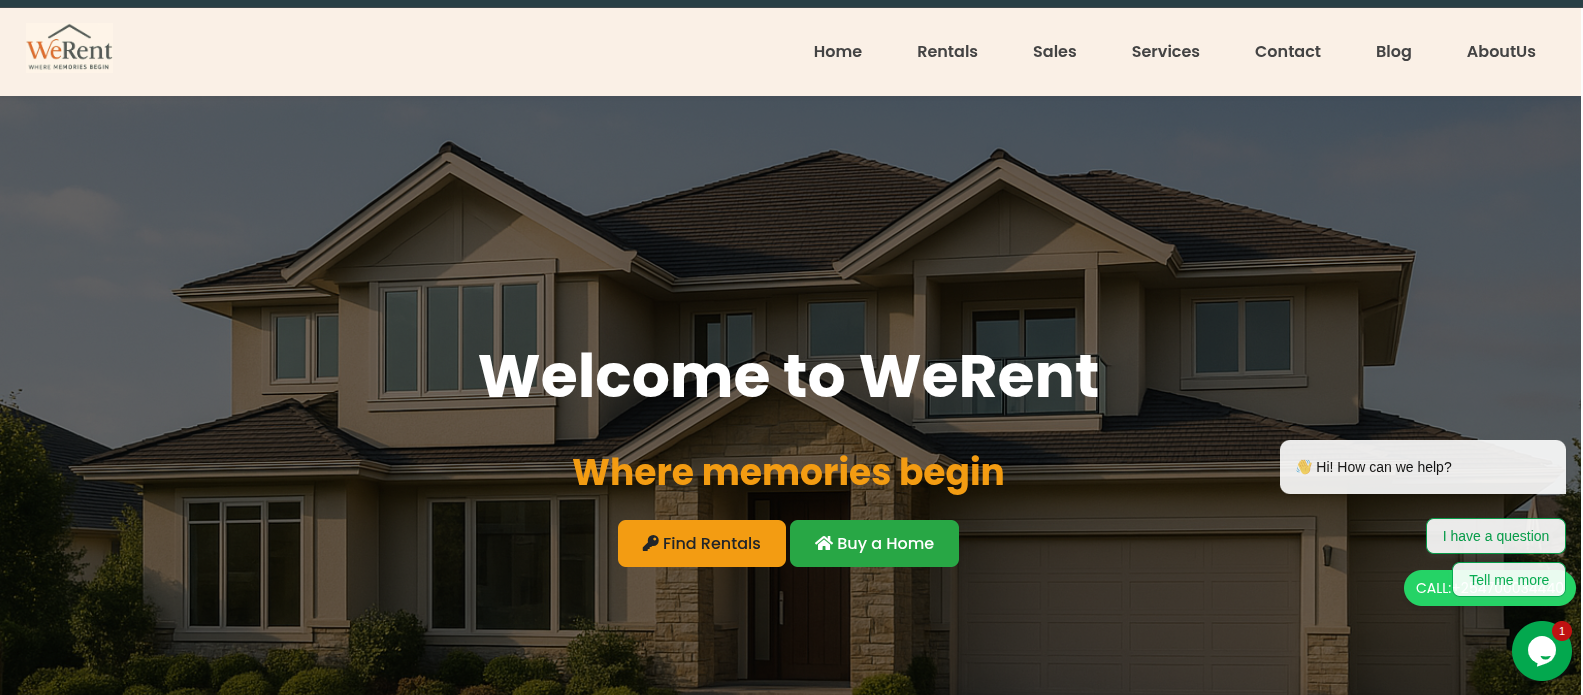 WeRent
WHERE MEMORIES BEGIN
Home
Rentals
Sales
Services
Contact
Blog
AboutUs
Welcome to WeRent
Where memories begin
Find Rentals
Buy a Home
👋 Hi! How can we help?
I have a question
Tell me more
CALL:
1